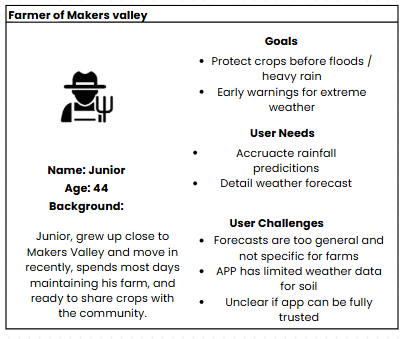 Farmer of Makers valley
Name: Junior
Age: 44
Background:
Junior, grew up close to
Makers Valley and move in
recently, spends most days
maintaining his farm, and
ready to share crops with
the community.
Goals
• Protect crops before floods /
heavy rain
• Early warnings for extreme
weather
User Needs
• Accruacte rainfall
predicitions
• Detail weather forecast
User Challenges
• Forecasts are too general and
not specific for farms
• APP has limited weather data
for soil
• Unclear if app can be fully
trusted